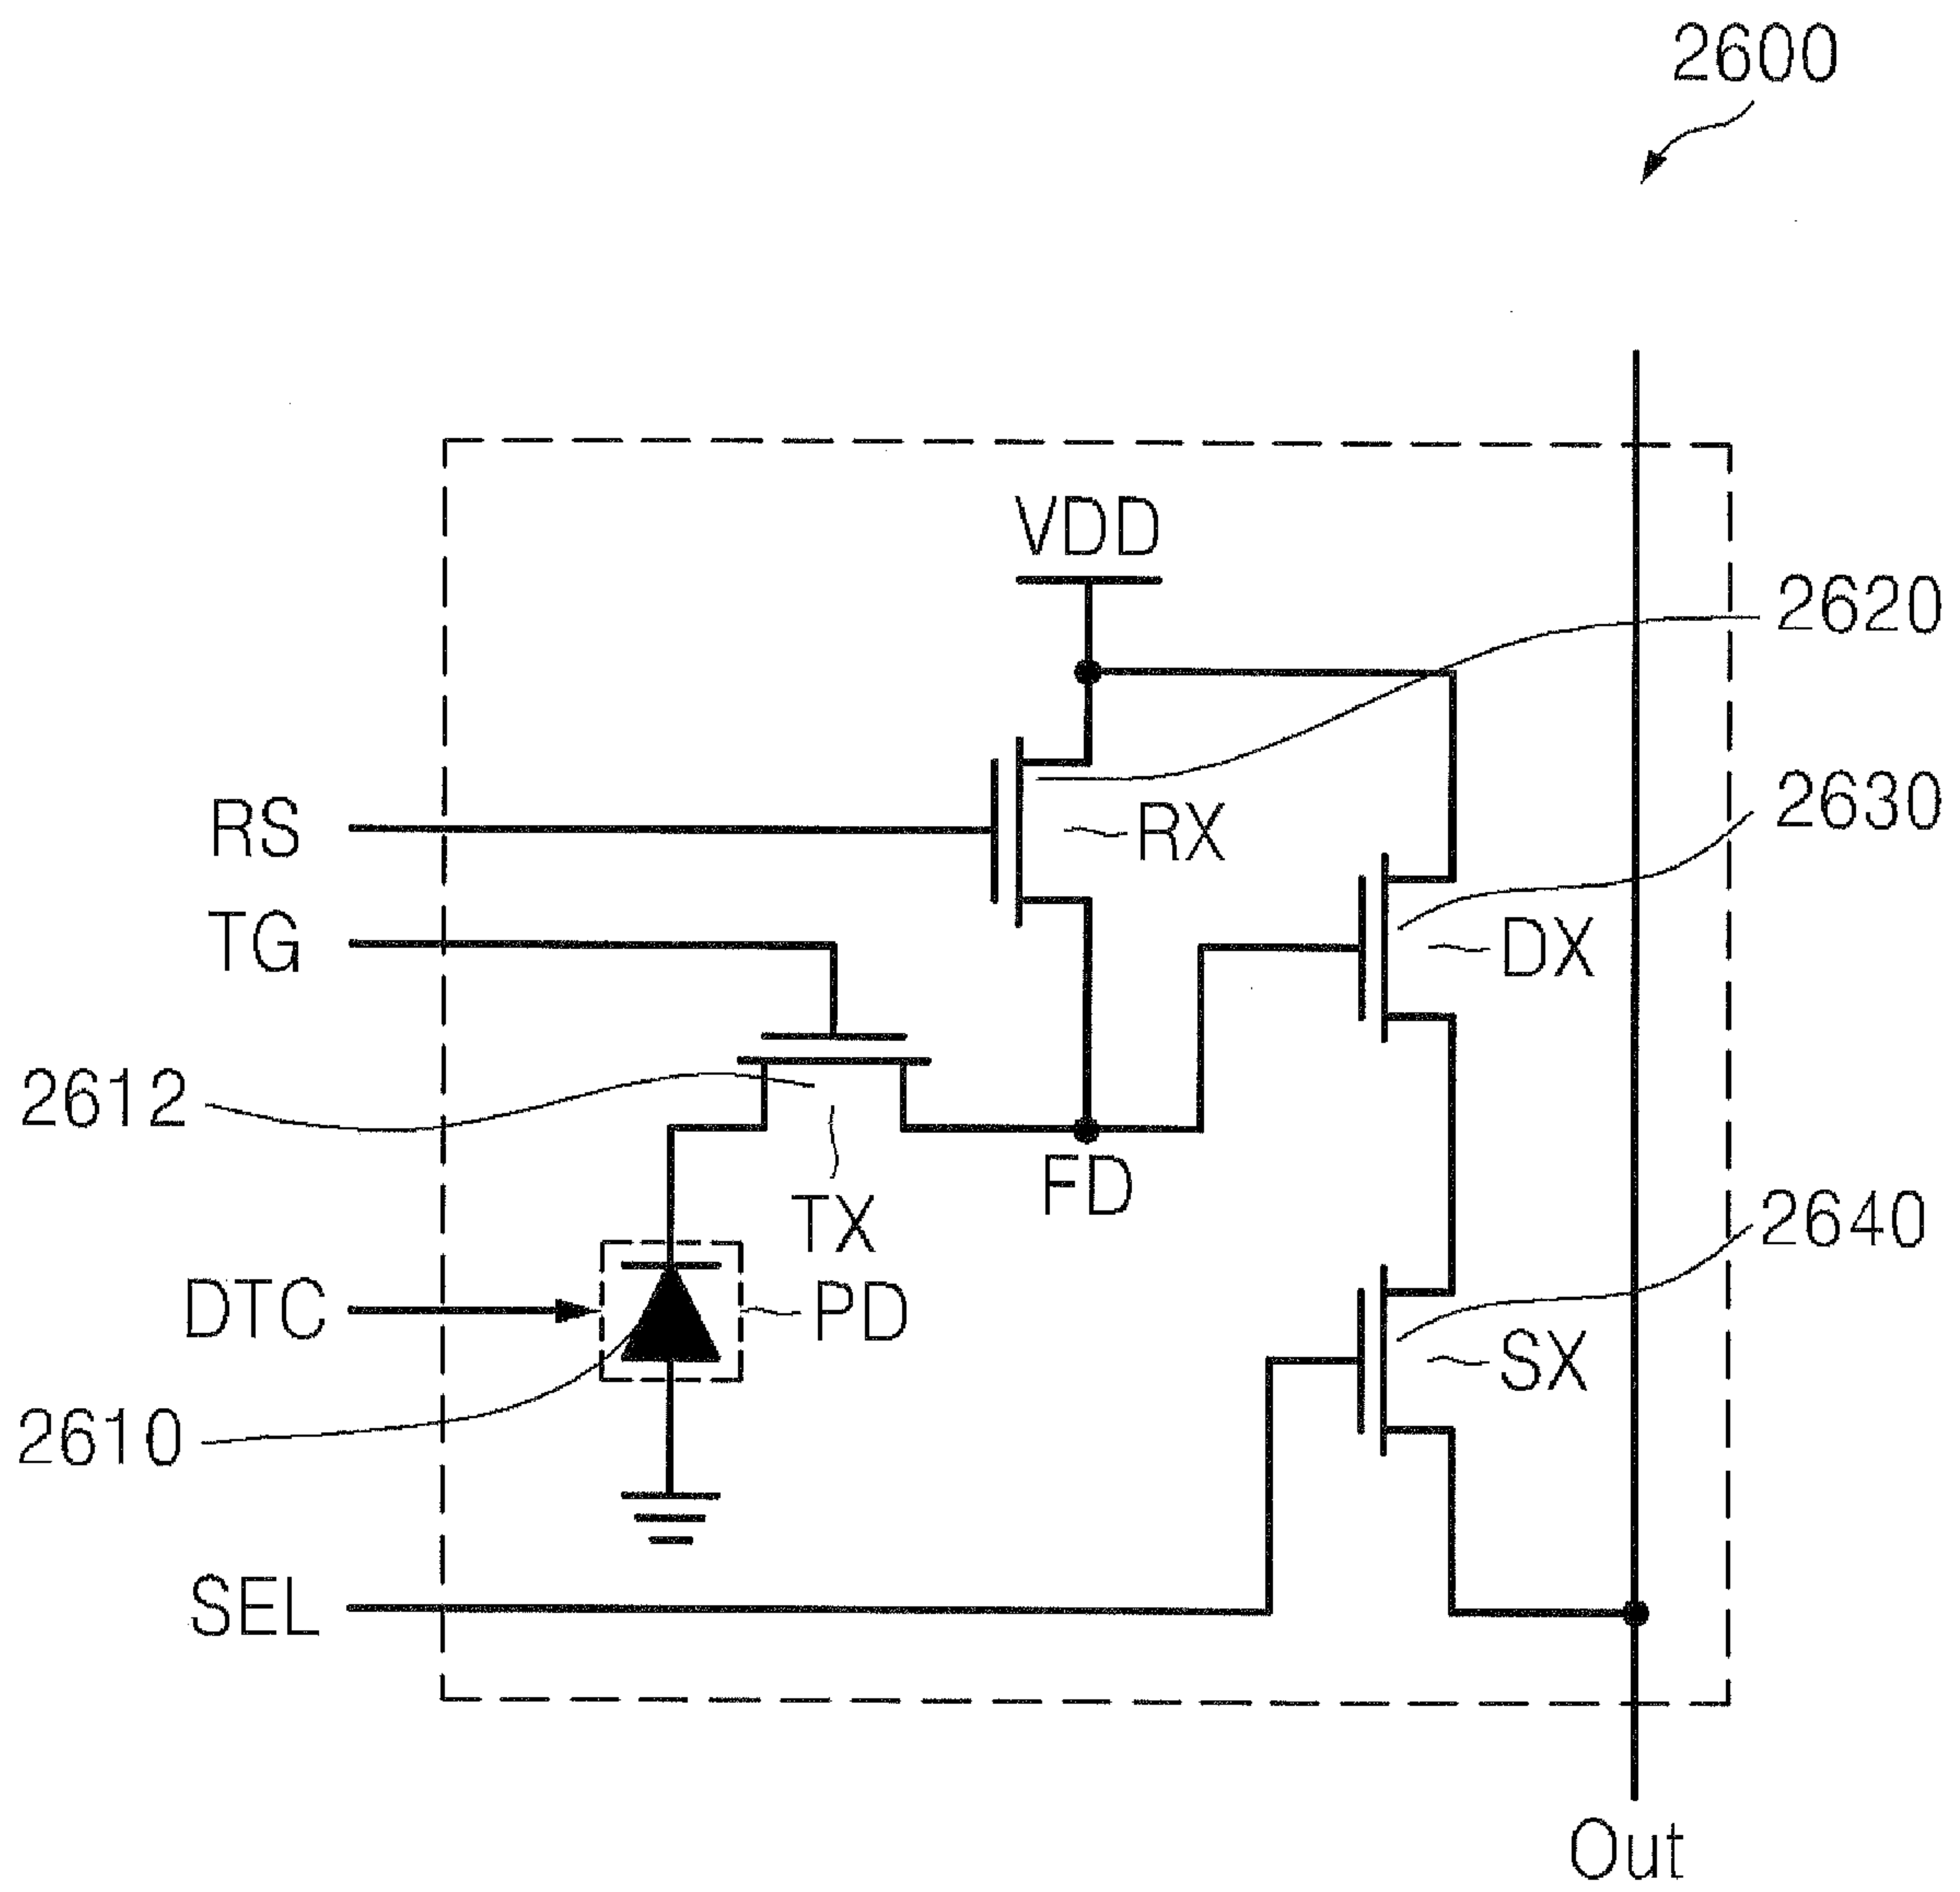 2600
VDD
2620
2630
RS
RX
TG
DX
2612
FD
TX
2640
DTC
PD
SX
2610
SEL
Out